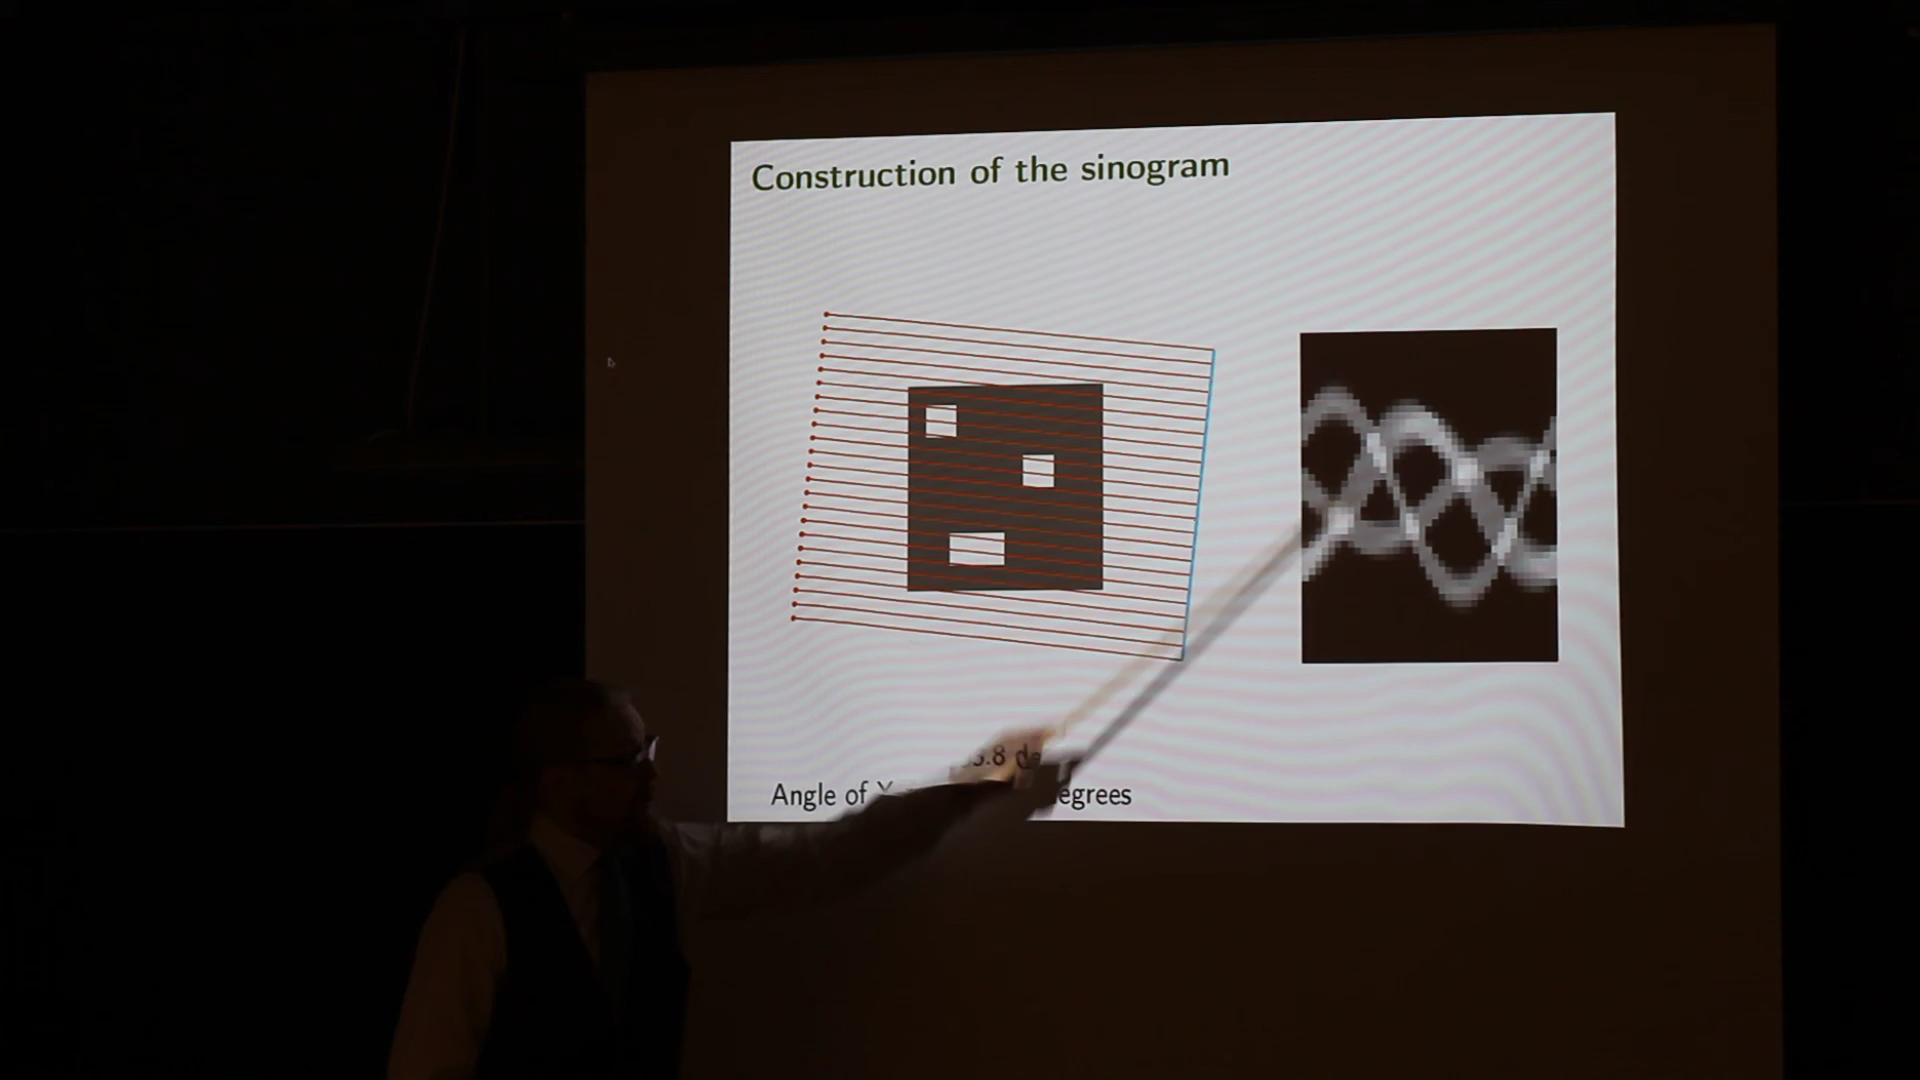 Construction of the sinogram
Angle of egrees